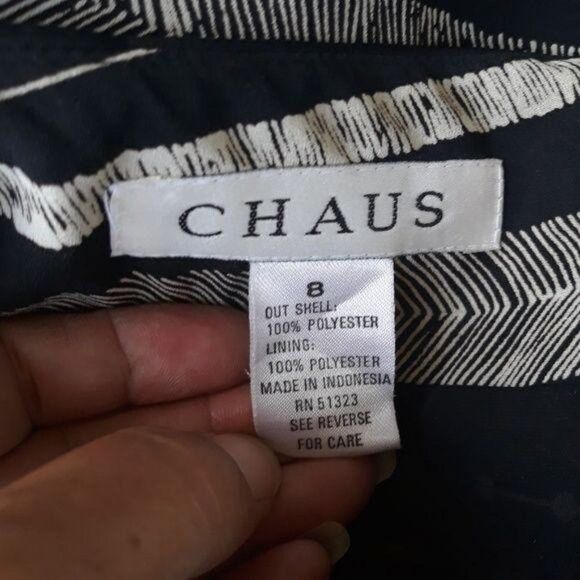 CHAUS
8
OUT SHELL:
100% POLYESTER
LINING:
100% POLYESTER
MADE IN INDONESIA
RN 51323
SEE REVERSE
FOR CARE